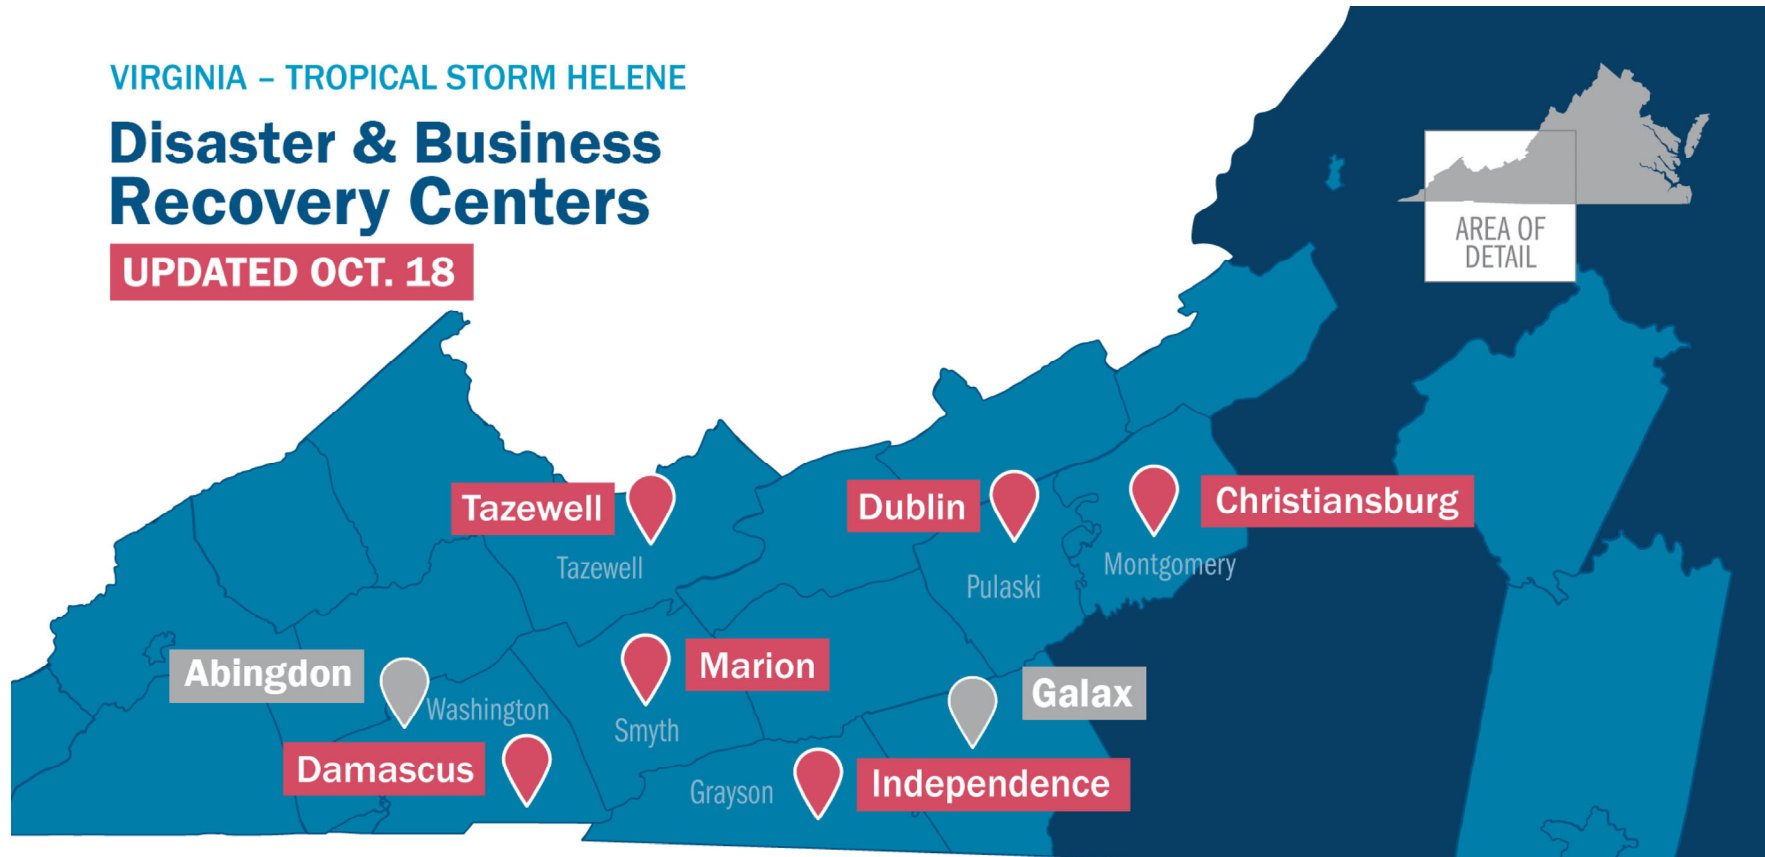 VIRGINIA – TROPICAL STORM HELENE
Disaster & Business
Recovery Centers
UPDATED OCT. 18
AREA OF
DETAIL
Tazewell
Tazewell
Dublin
Pulaski
Christiansburg
Montgomery
Abingdon
Washington
Marion
Smyth
Galax
Damascus
Grayson
Independence